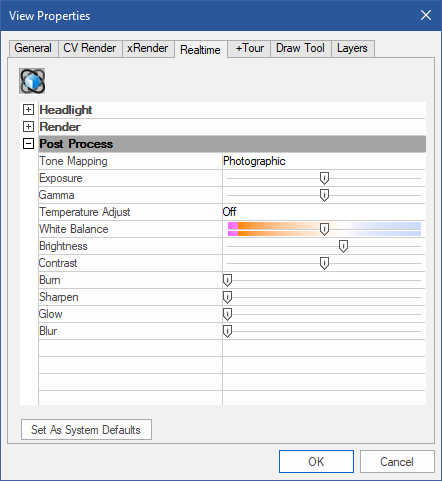 View Properties
General CV Render xRender Realtime +Tour Draw Tool Layers
Headlight
Render
Post Process
Tone Mapping Photographic
Exposure
Gamma
Temperature Adjust Off
White Balance
Brightness
Contrast
Burn
Sharpen
Glow
Blur
Set As System Defaults
OK Cancel